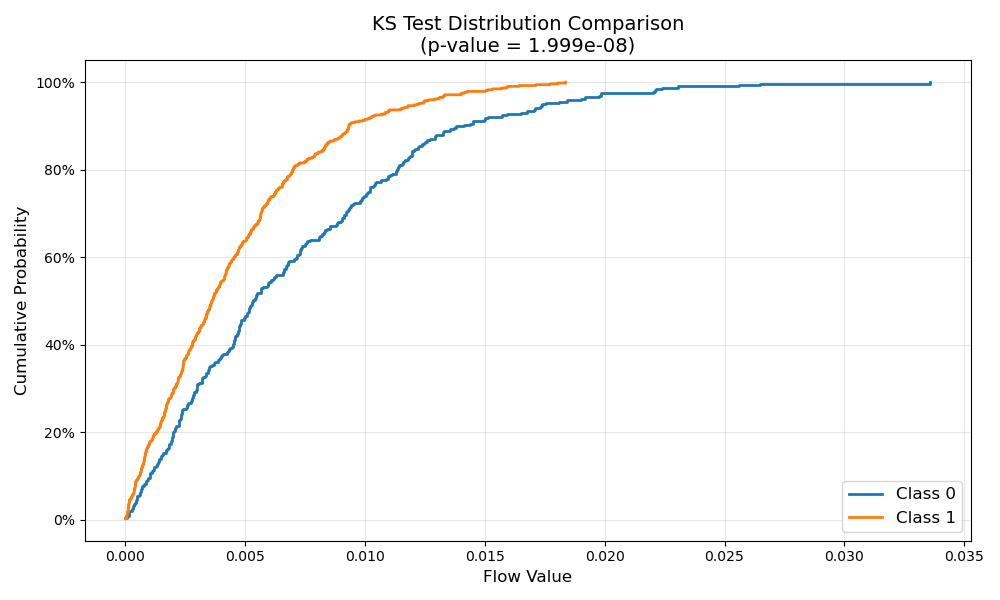 KS Test Distribution Comparison
(p-value = 1.999e-08)
Cumulative Probability
100%
80%
60%
40%
20%
0%
Class 0
Class 1
0.000 0.005 0.010 0.015 0.020 0.025 0.030 0.035
Flow Value